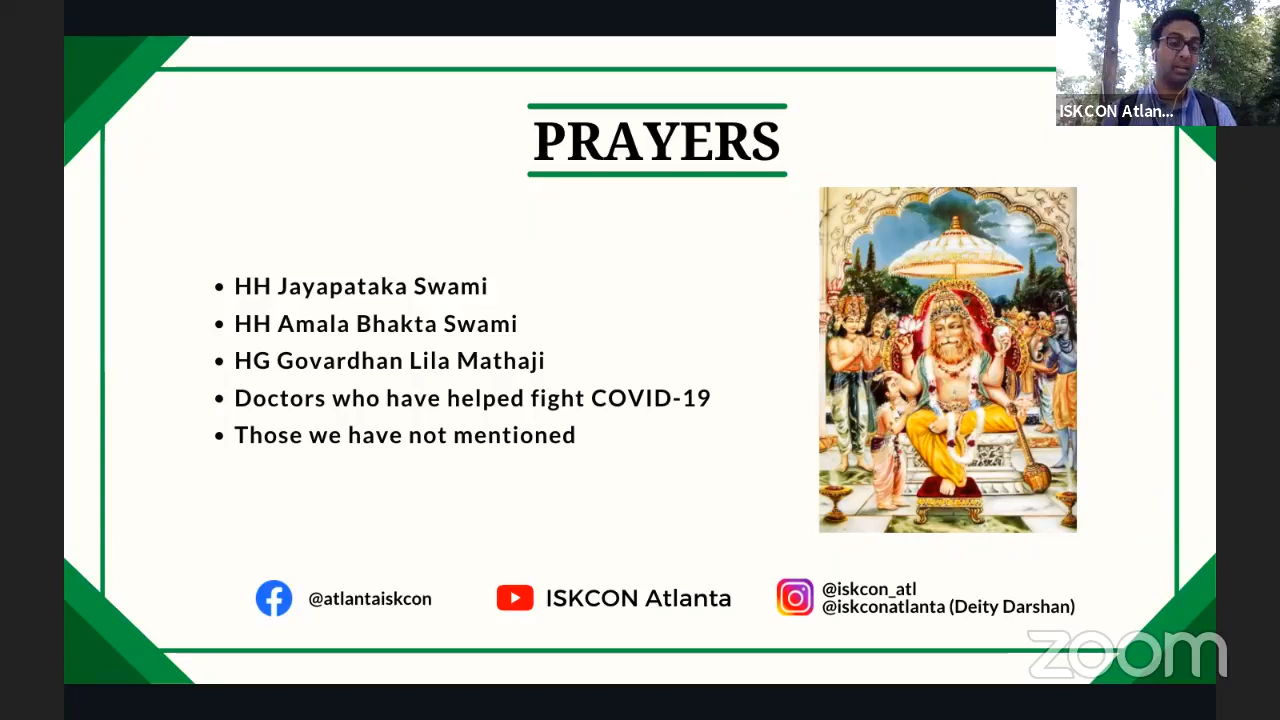 ISKCON Atlan...
PRAYERS
• HH Jayapataka Swami
• HH Amala Bhakta Swami
• HG Govardhan Lila Mathaji
• Doctors who have helped fight COVID-19
• Those we have not mentioned
@atlantaiskcon
ISKCON Atlanta
@iskcon_atl
@iskconatlanta (Deity Darshan)
zoom